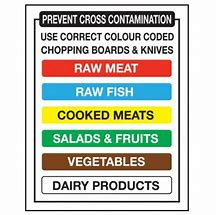 PREVENT CROSS CONTAMINATION
USE CORRECT COLOUR CODED
CHOPPING BOARDS & KNIVES
RAW MEAT
RAW FISH
COOKED MEATS
SALADS & FRUITS
VEGETABLES
DAIRY PRODUCTS